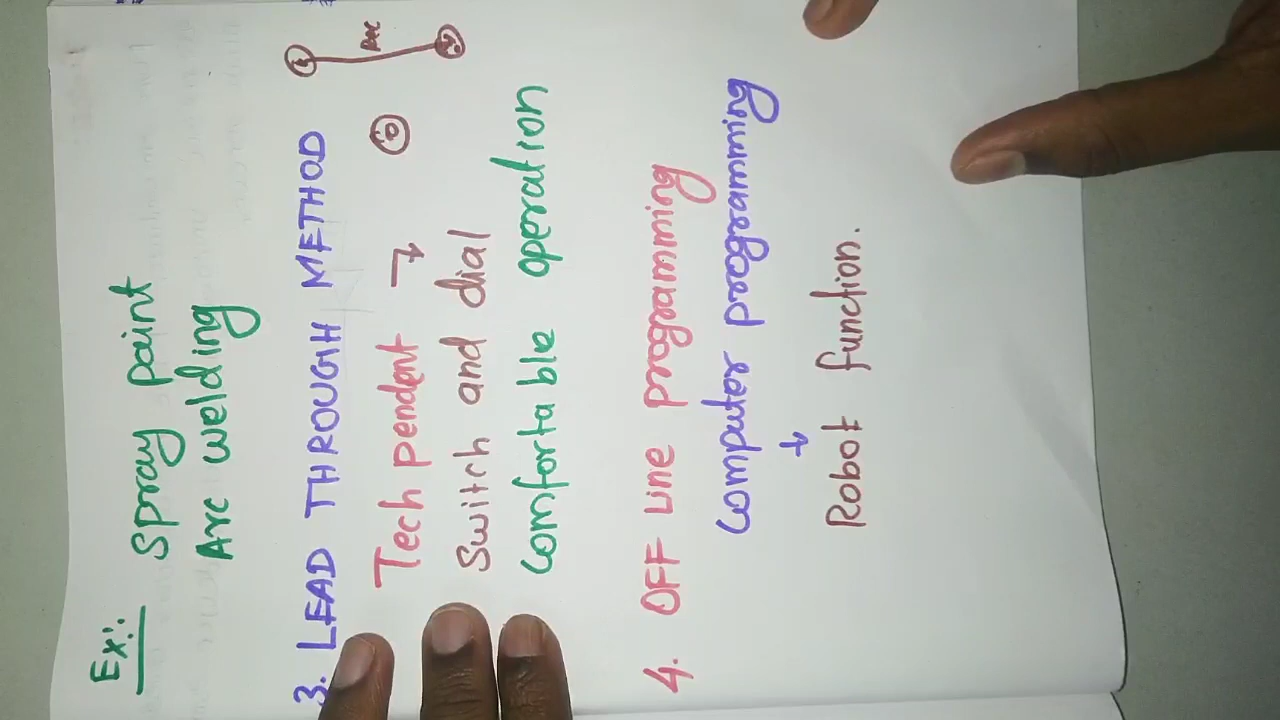 Ex:
Spray paint
Arc welding
3. LEAD THROUGH METHOD
Tech pendent →
Switch and dial
Comfortable operation
4. OFF LINE programming
Computer programming
↓
Robot function.